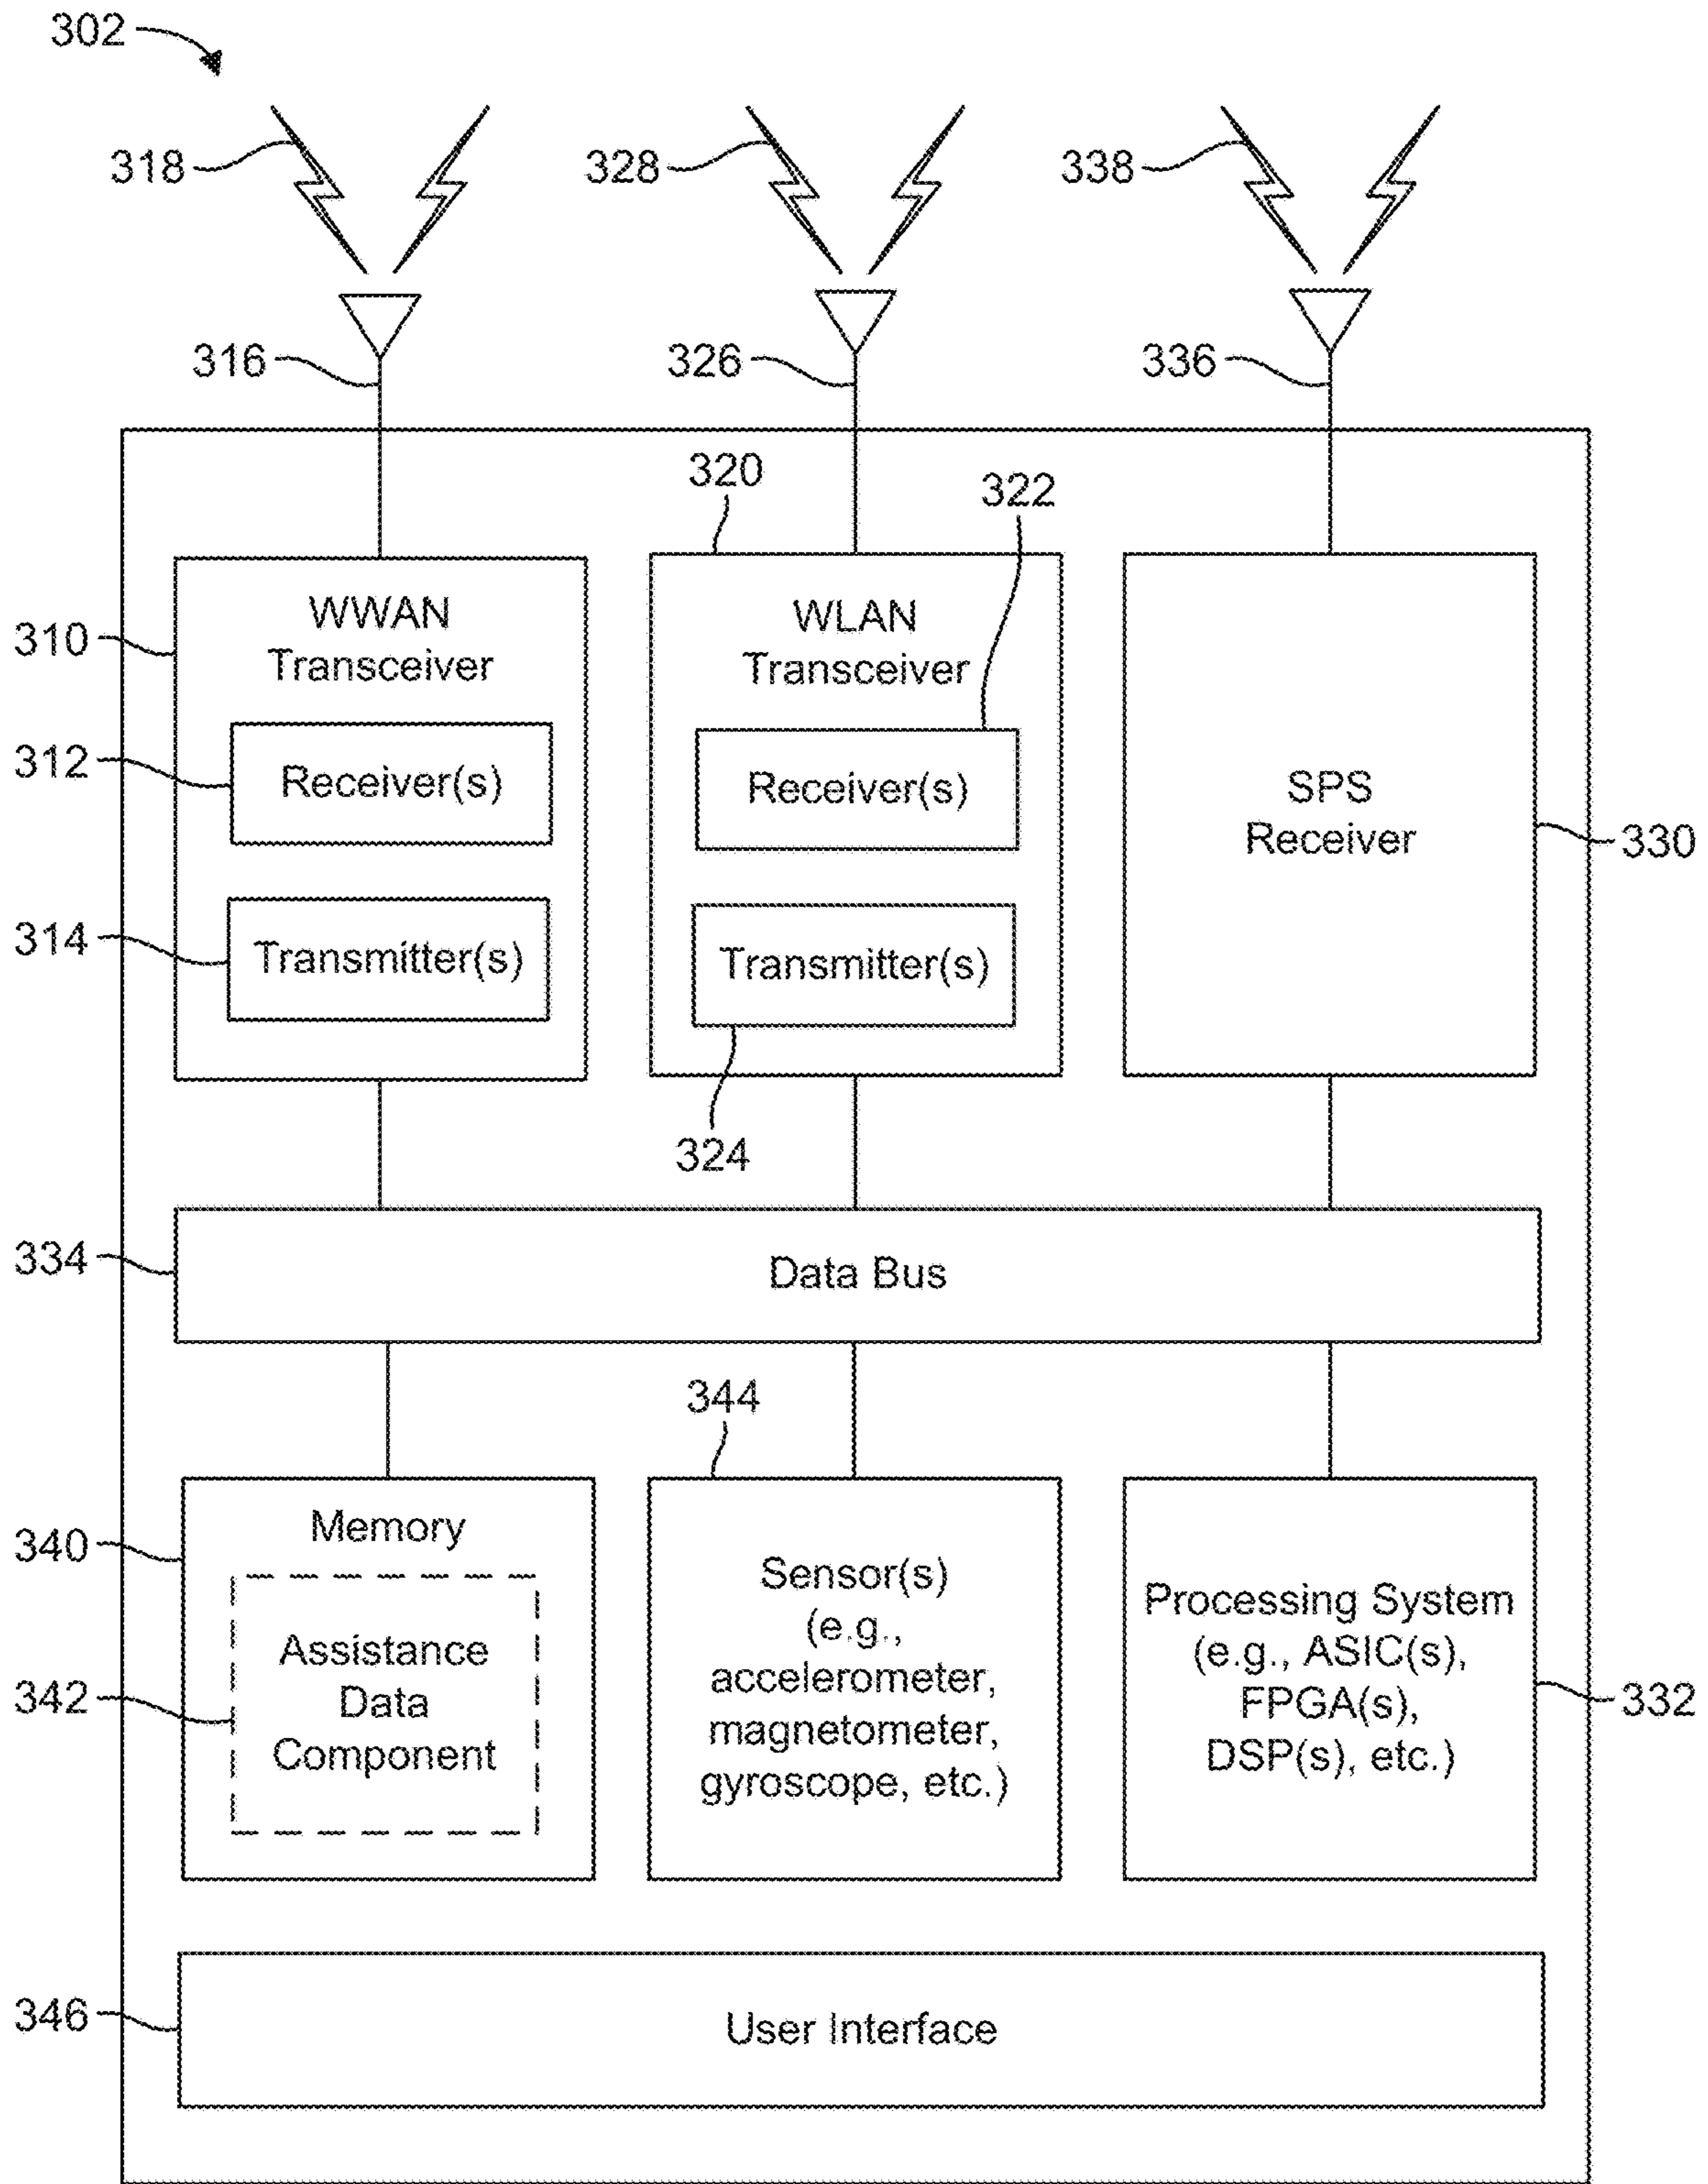 302
318
328
338
316
326
336
320
322
WWAN
Transceiver
WLAN
Transceiver
310
312
Receiver(s)
Receiver(s)
SPS
Receiver
330
314
Transmitter(s)
Transmitter(s)
324
334
Data Bus
344
340
Memory
342
Assistance
Data
Component
Sensor(s)
(e.g.,
accelerometer,
magnetometer,
gyroscope, etc.)
Processing System
(e.g., ASIC(s),
FPGA(s),
DSP(s), etc.)
332
346
User Interface